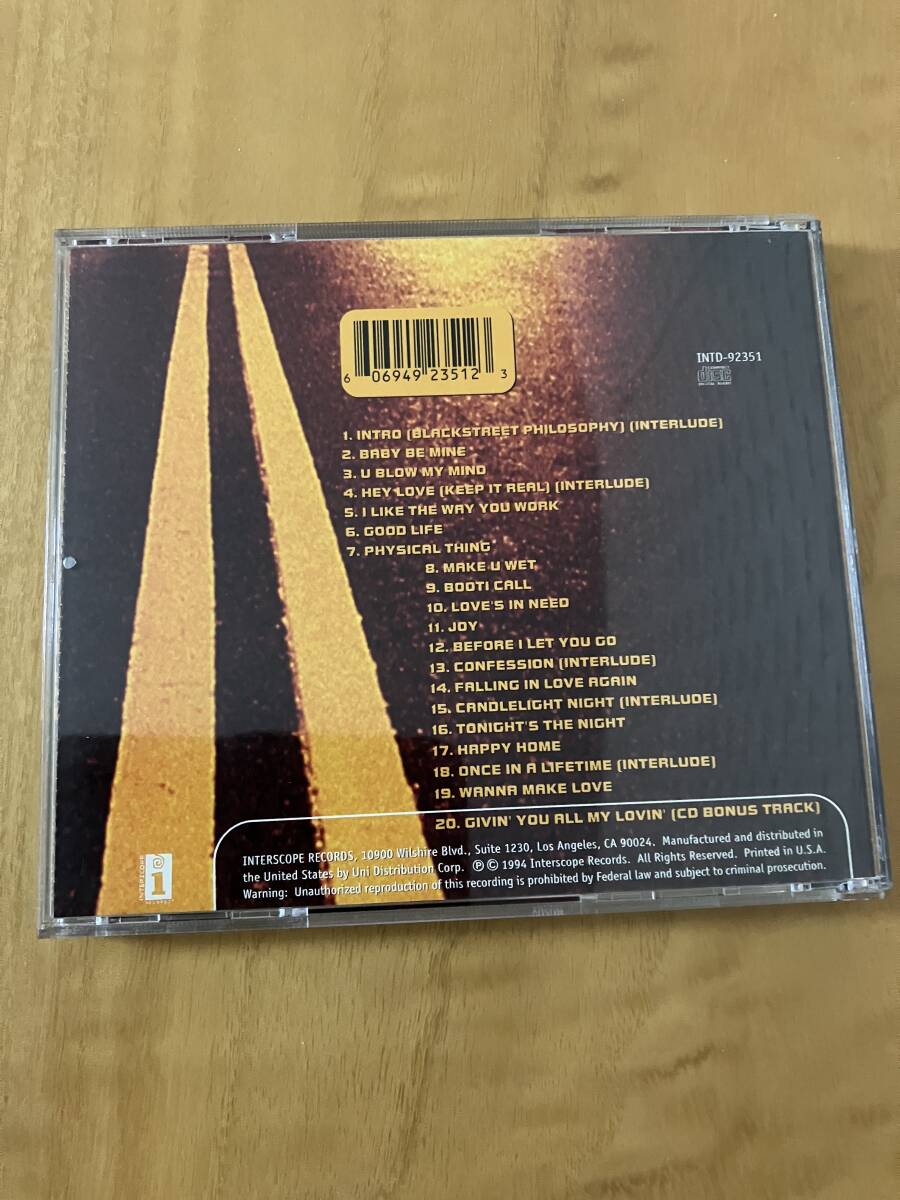 6 06949 23512 3
INTD-92351
COMPACT
disc
DIGITAL AUDIO
1. INTRO (BLACKSTREET PHILOSOPHY) (INTERLUDE)
2. BABY BE MINE
3. U BLOW MY MIND
4. HEY LOVE (KEEP IT REAL) (INTERLUDE)
5. I LIKE THE WAY YOU WORK
6. GOOD LIFE
7. PHYSICAL THING
8. MAKE U WET
9. BOOTI CALL
10. LOVE'S IN NEED
11. JOY
12. BEFORE I LET YOU GO
13. CONFESSION (INTERLUDE)
14. FALLING IN LOVE AGAIN
15. CANDLELIGHT NIGHT (INTERLUDE)
16. TONIGHT'S THE NIGHT
17. HAPPY HOME
18. ONCE IN A LIFETIME (INTERLUDE)
19. WANNA MAKE LOVE
20. GIVIN' YOU ALL MY LOVIN' (CD BONUS TRACK)
INTERSCOPE RECORDS, 10900 Wilshire Blvd., Suite 1230, Los Angeles, CA 90024. Manufactured and distributed in
the United States by Uni Distribution Corp. ℗ © 1994 Interscope Records. All Rights Reserved. Printed in U.S.A.
Warning: Unauthorized reproduction of this recording is prohibited by Federal law and subject to criminal prosecution.
INTERSCOPE
i
RECORDS